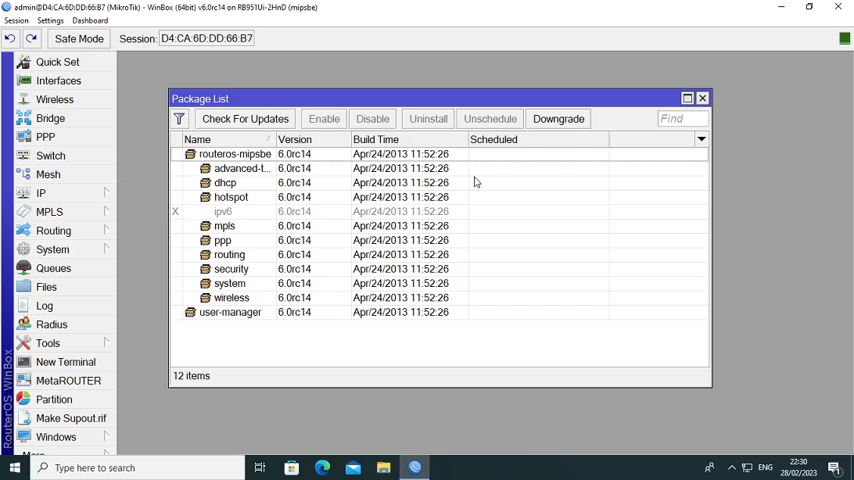 admin@D4:CA:6D:DD:66:B7 (MikroTik) - WinBox (64bit) v6.0rc14 on RB951Ui-2HnD (mipsbe)
Session Settings Dashboard
Safe Mode Session: D4:CA:6D:DD:66:B7
Quick Set
Interfaces
Wireless
Bridge
PPP
Switch
Mesh
IP
MPLS
Routing
System
Queues
Files
Log
Radius
Tools
New Terminal
MetaROUTER
Partition
Make Supout.rif
Windows
More
RouterOS WinBox
Package List
Check For Updates Enable Disable Uninstall Unschedule Downgrade Find
Name Version Build Time Scheduled
routeros-mipsbe 6.0rc14 Apr/24/2013 11:52:26
advanced-t... 6.0rc14 Apr/24/2013 11:52:26
dhcp 6.0rc14 Apr/24/2013 11:52:26
hotspot 6.0rc14 Apr/24/2013 11:52:26
X ipv6 6.0rc14 Apr/24/2013 11:52:26
mpls 6.0rc14 Apr/24/2013 11:52:26
ppp 6.0rc14 Apr/24/2013 11:52:26
routing 6.0rc14 Apr/24/2013 11:52:26
security 6.0rc14 Apr/24/2013 11:52:26
system 6.0rc14 Apr/24/2013 11:52:26
wireless 6.0rc14 Apr/24/2013 11:52:26
user-manager 6.0rc14 Apr/24/2013 11:52:26
12 items
Type here to search
ENG
22:30
28/02/2023
1